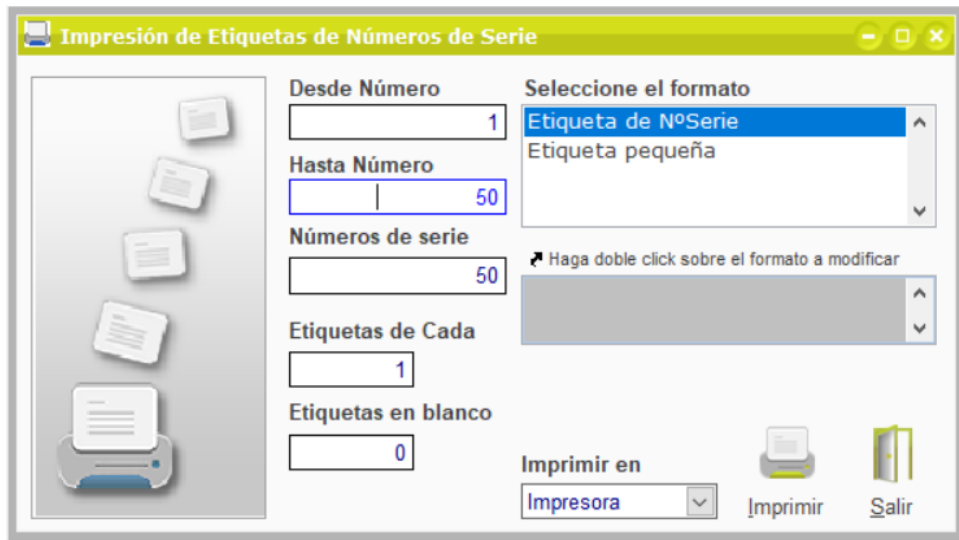 Impresión de Etiquetas de Números de Serie
Desde Número
1
Hasta Número
50
Números de serie
50
Etiquetas de Cada
1
Etiquetas en blanco
0
Seleccione el formato
Etiqueta de NºSerie
Etiqueta pequeña
Haga doble click sobre el formato a modificar
Imprimir en
Impresora
Imprimir
Salir